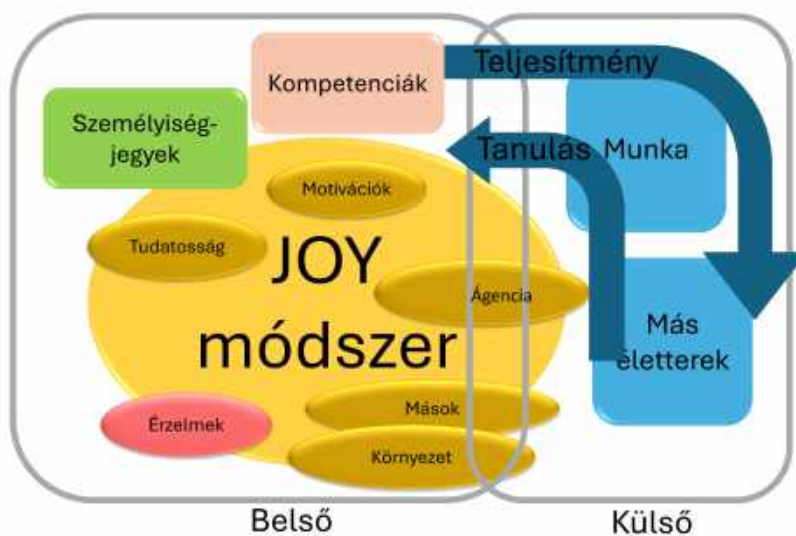 Kompetenciák
Teljesítmény
Személyiség-
jegyek
Tanulás
Munka
Motivációk
Tudatosság
JOY
módszer
Ágencia
Más
életterek
Érzelmek
Mások
Környezet
Belső
Külső